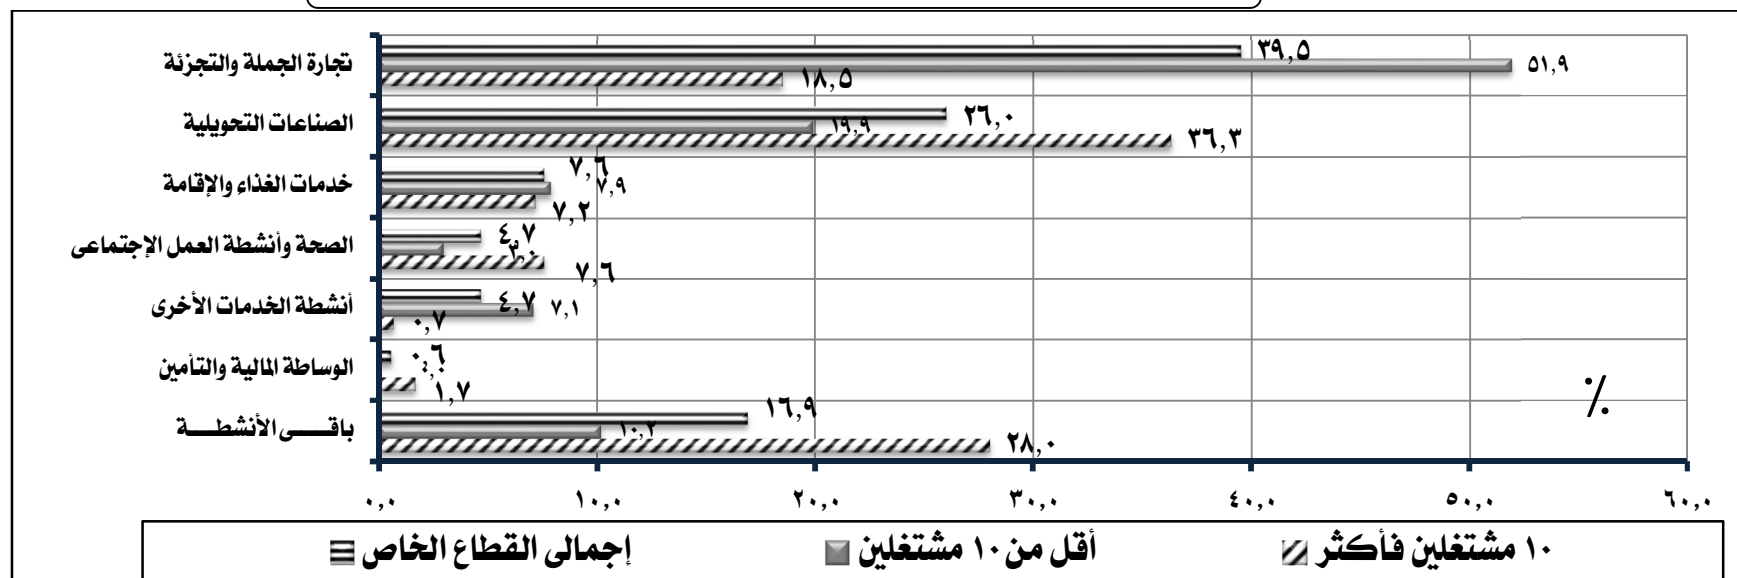 تجارة الجملة والتجزئة
٣٩,٥
٥١,٩
١٨,٥
الصناعات التحويلية
٢٦,٠
١٩,٩
٣٦,٣
خدمات الغذاء والإقامة
٧,٦
٧,٩
٧,٢
الصحة وأنشطة العمل الإجتماعى
٤,٧
٣,٠
٧,٦
أنشطة الخدمات الأخرى
٤,٧
٧,١
٠,٧
الوساطة المالية والتأمين
٠,٦
١,٧
٪
باقــــى الأنشطـــــة
١٦,٩
١٠,٢
٢٨,٠
٠,٠ ١٠,٠ ٢٠,٠ ٣٠,٠ ٤٠,٠ ٥٠,٠ ٦٠,٠
١٠ مشتغلين فأكثر أقل من ١٠ مشتغلين إجمالى القطاع الخاص